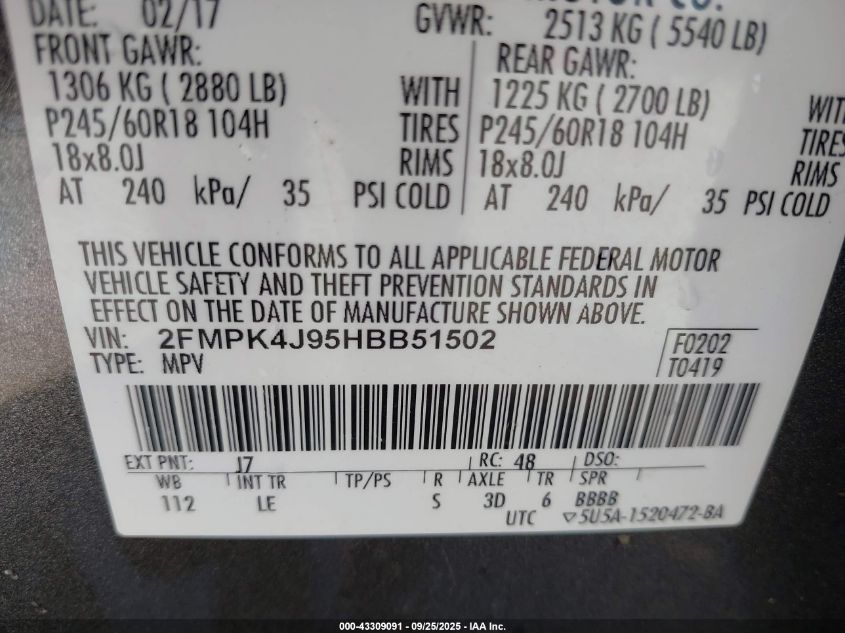 DATE: 02/17
MOTOR CO.
GVWR: 2513 KG ( 5540 LB)
FRONT GAWR:
1306 KG ( 2880 LB) WITH
P245/60R18 104H TIRES
18x8.0J RIMS
AT 240 kPa/ 35 PSI COLD
REAR GAWR:
1225 KG ( 2700 LB) WITH
P245/60R18 104H TIRES
18x8.0J RIMS
AT 240 kPa/ 35 PSI COLD
THIS VEHICLE CONFORMS TO ALL APPLICABLE FEDERAL MOTOR
VEHICLE SAFETY AND THEFT PREVENTION STANDARDS IN
EFFECT ON THE DATE OF MANUFACTURE SHOWN ABOVE.
VIN: 2FMPK4J95HBB51502
TYPE: MPV
F0202
T0419
EXT PNT: J7 RC: 48 DSO:
WB INT TR TP/PS R AXLE TR SPR
112 LE S 3D 6 BBBB
UTC ▽5U5A-1520472-BA
000-43309091 / 09/25/2025 - IAA Inc.